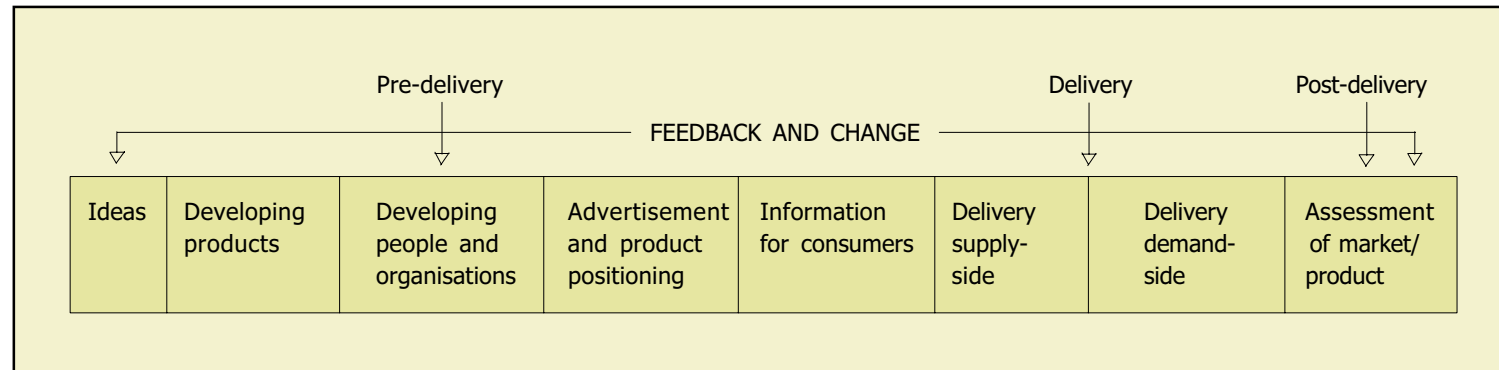 Pre-delivery
Delivery
Post-delivery
FEEDBACK AND CHANGE
Ideas
Developing
products
Developing
people and
organisations
Advertisement
and product
positioning
Information
for consumers
Delivery
supply-
side
Delivery
demand-
side
Assessment
of market/
product